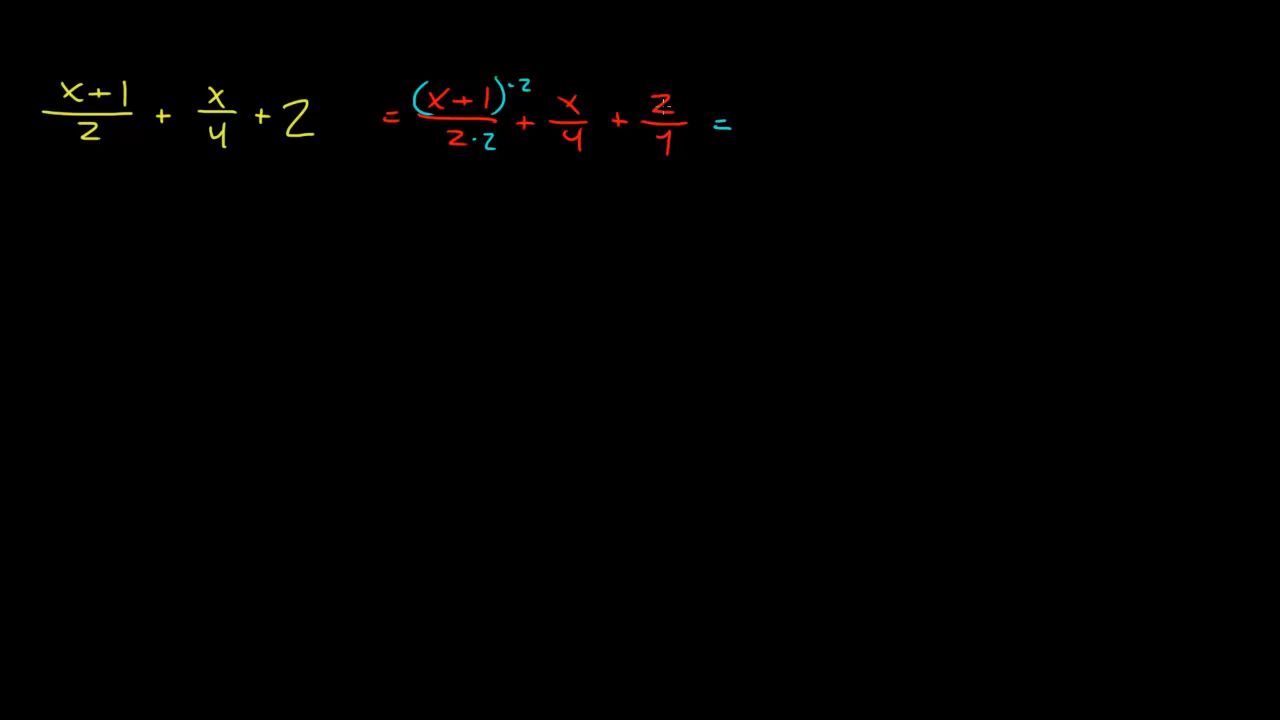 (x+1)/2 + x/4 + 2 = (x+1)·2/2·2 + x/4 + 2/1 =